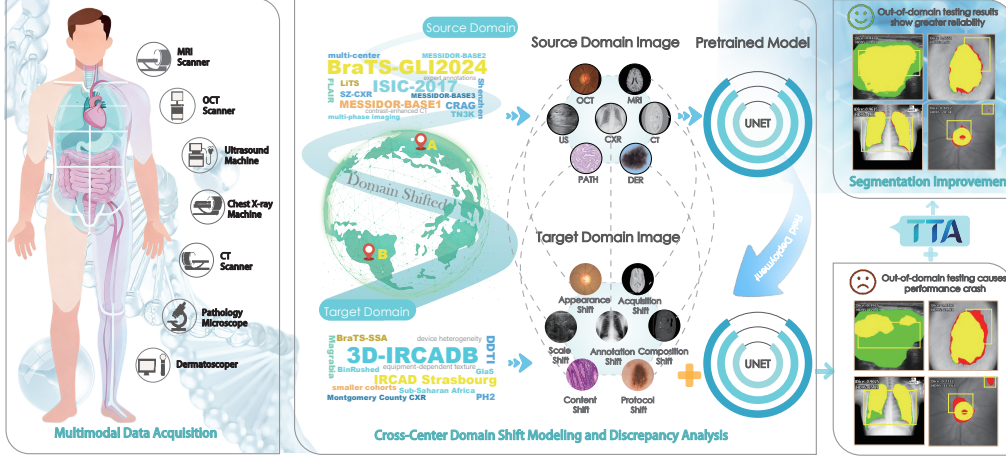 MRI
Scanner
OCT
Scanner
Ultrasound
Machine
Chest X-ray
Machine
CT
Scanner
Pathology
Microscope
Dermatoscoper
Multimodal Data Acquisition
Source Domain
multi-center
MESSIDOR-BASE2
BraTS-GLI2024
expert annotations
FLAIR
LiTS
ISIC-2017
Shenzhen
SZ-CXR
MESSIDOR-BASE3
MESSIDOR-BASE1
CRAG
contrast-enhanced CT
TN3K
multi-phase imaging
A
Domain Shifted
B
Target Domain
Magrabia
BraTS-SSA
device heterogeneity
3D-IRCADB
DDTI
equipment-dependent texture
BinRushed
GlaS
IRCAD Strasbourg
smaller cohorts
Sub-Saharan Africa
Montgomery County CXR
PH2
Source Domain Image
OCT
MRI
US
CXR
CT
PATH
DER
Target Domain Image
Appearance
Shift
Acquisition
Shift
Scale
Shift
Annotation
Shift
Composition
Shift
Content
Shift
Protocol
Shift
Pretrained Model
UNET
Field Deployment
UNET
Cross-Center Domain Shift Modeling and Discrepancy Analysis
Out-of-domain testing results
show greater reliability
Segmentation Improvement
TTA
Out-of-domain testing causes
performance crash